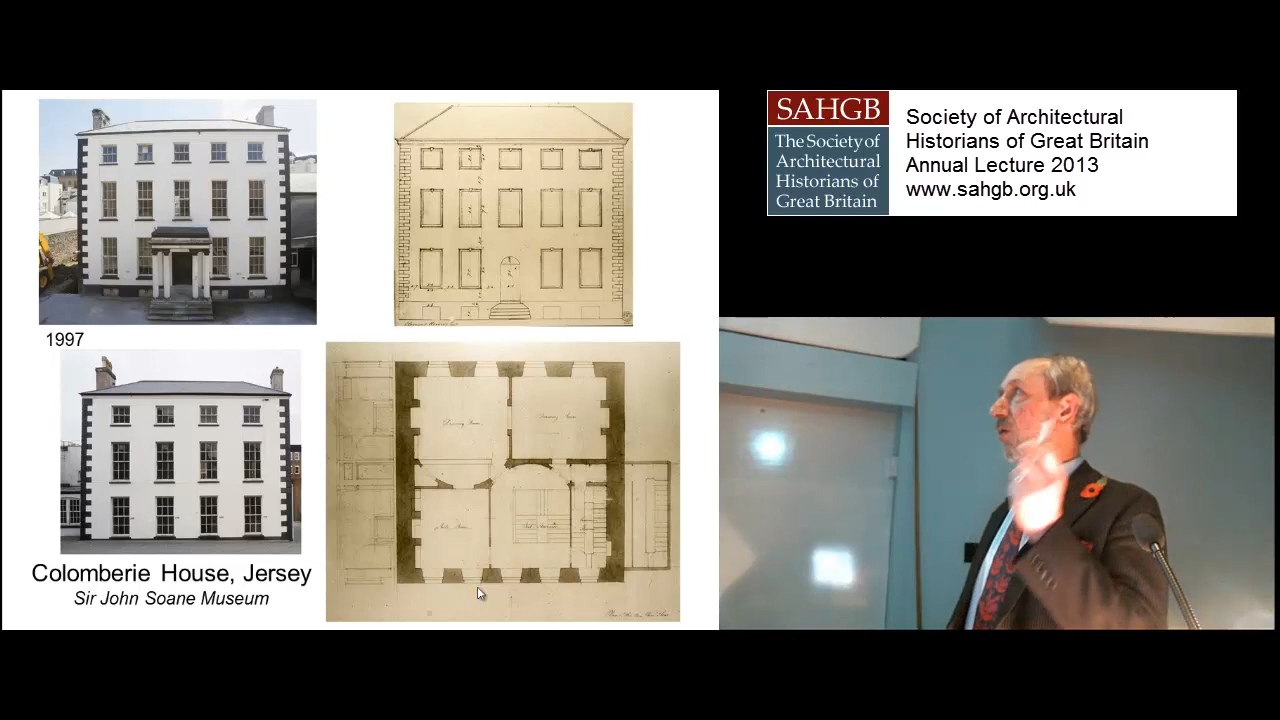 1997
Colomberie House, Jersey
Sir John Soane Museum
SAHGB
The Society of
Architectural
Historians of
Great Britain
Society of Architectural
Historians of Great Britain
Annual Lecture 2013
www.sahgb.org.uk